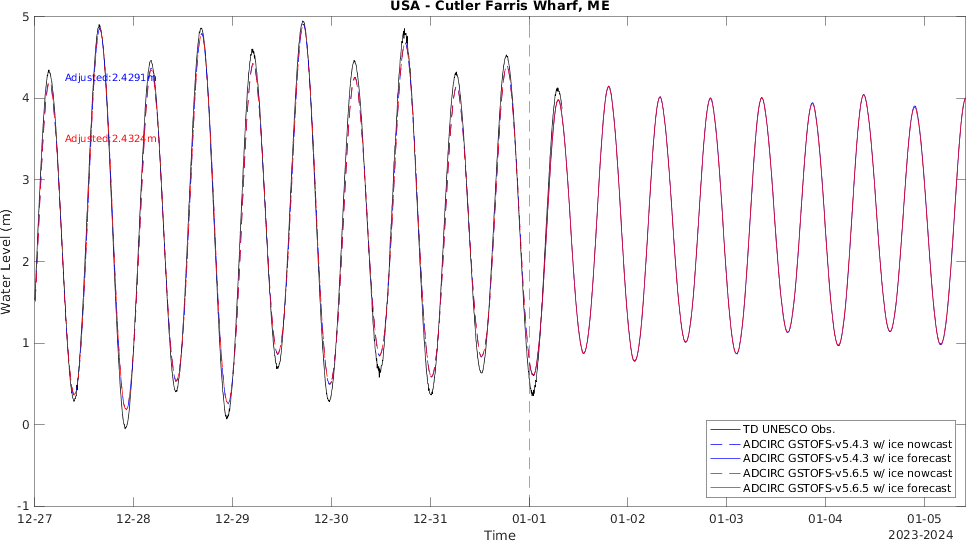 USA - Cutler Farris Wharf, ME
5
Adjusted:2.4291m
4
Adjusted:2.4324m
3
2
1
0
-1
Water Level (m)
TD UNESCO Obs.
ADCIRC GSTOFS-v5.4.3 w/ ice nowcast
ADCIRC GSTOFS-v5.4.3 w/ ice forecast
ADCIRC GSTOFS-v5.6.5 w/ ice nowcast
ADCIRC GSTOFS-v5.6.5 w/ ice forecast
12-27 12-28 12-29 12-30 12-31 01-01 01-02 01-03 01-04 01-05
Time
2023-2024